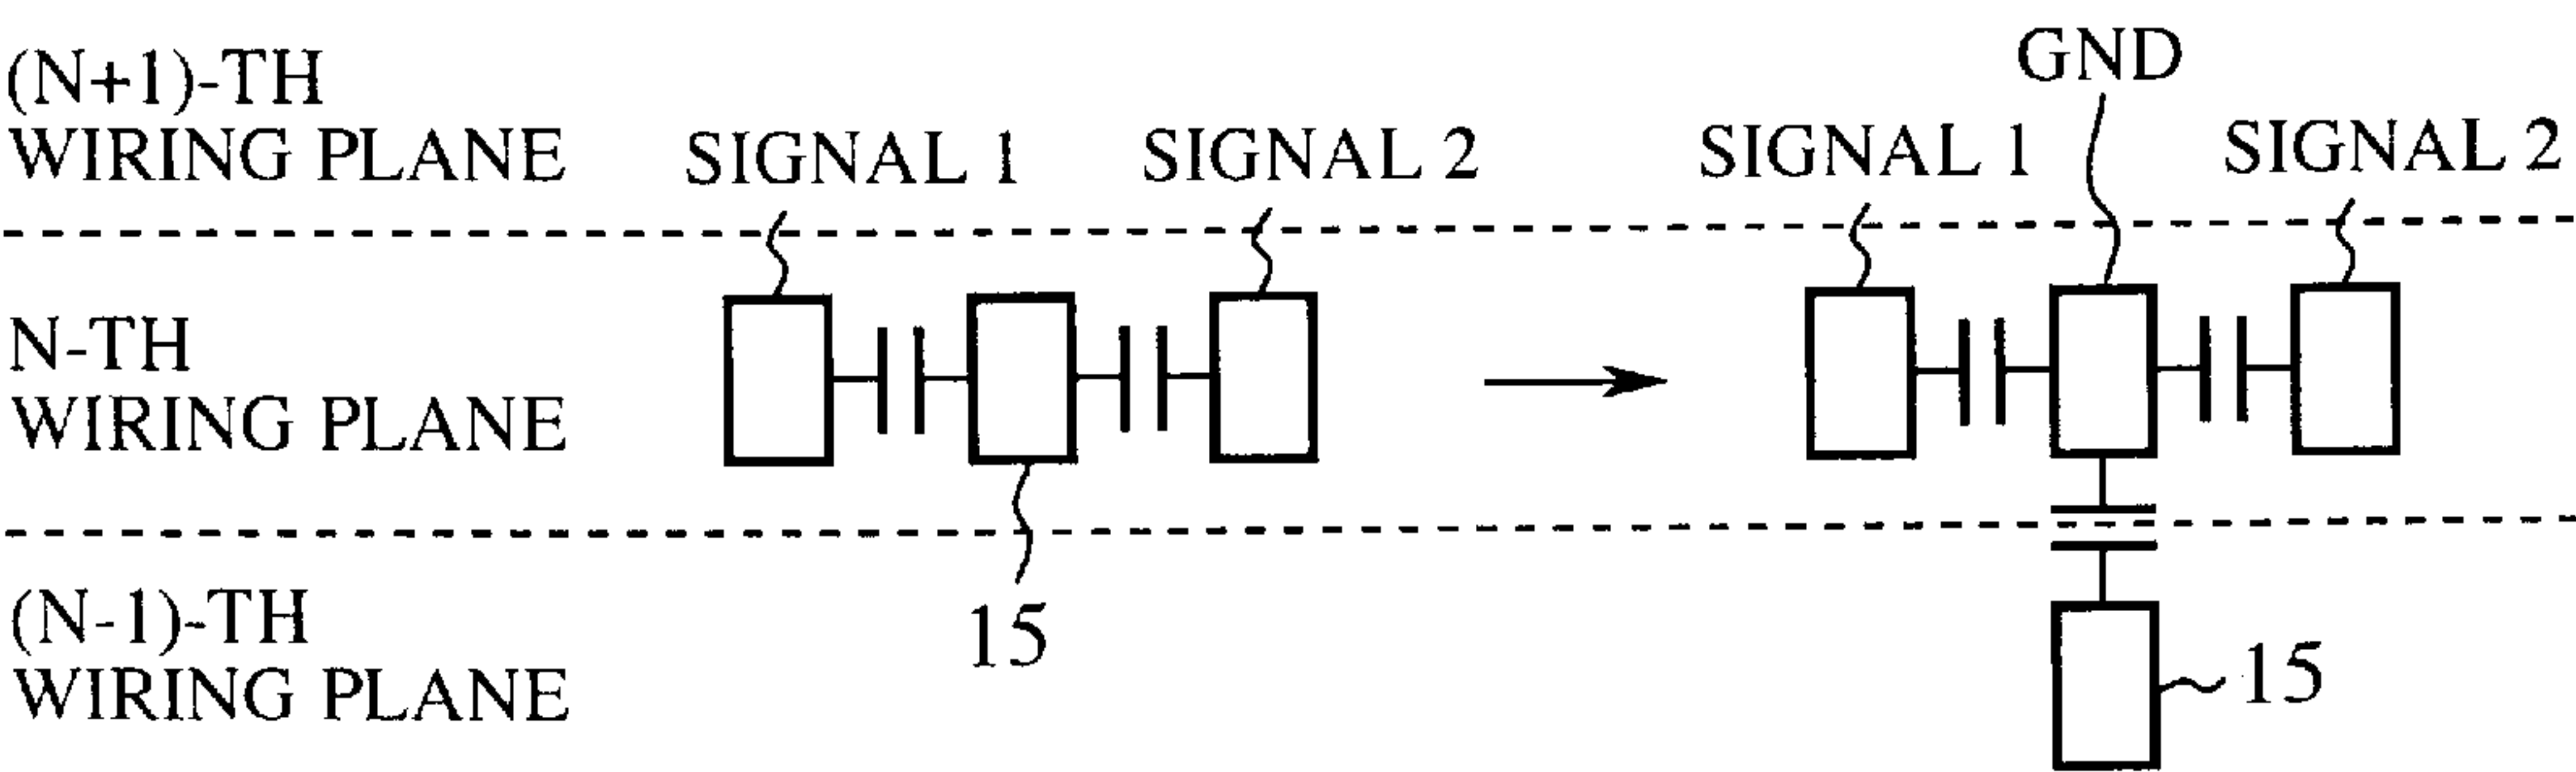 (N+1)-TH
WIRING PLANE
SIGNAL 1
SIGNAL 2
SIGNAL 1
GND
SIGNAL 2
N-TH
WIRING PLANE
(N-1)-TH
WIRING PLANE
15
15